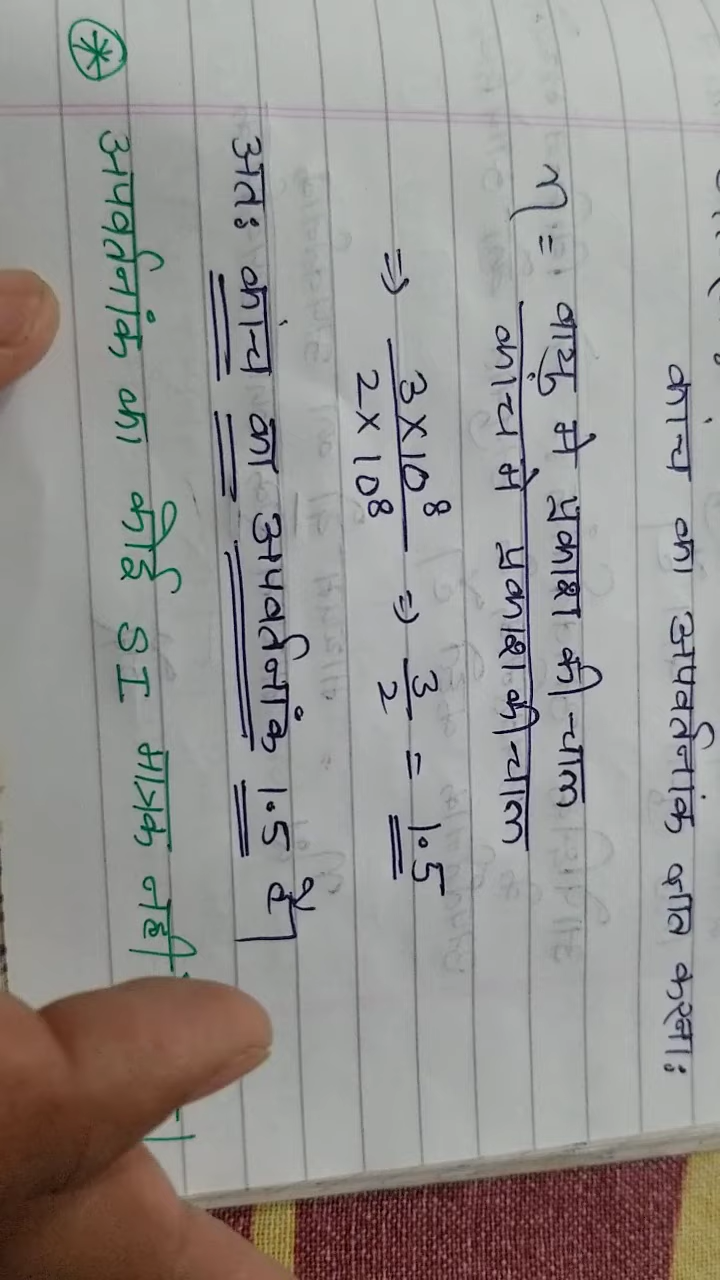 कांच का अपवर्तनांक ज्ञात करना:
η = वायु में प्रकाश की चाल
कांच में प्रकाश की चाल
⇒ 3 × 10⁸ / 2 × 10⁸ ⇒ 3 / 2 = 1.5
अतः कांच का अपवर्तनांक 1.5 है।
* अपवर्तनांक का कोई SI मात्रक नहीं